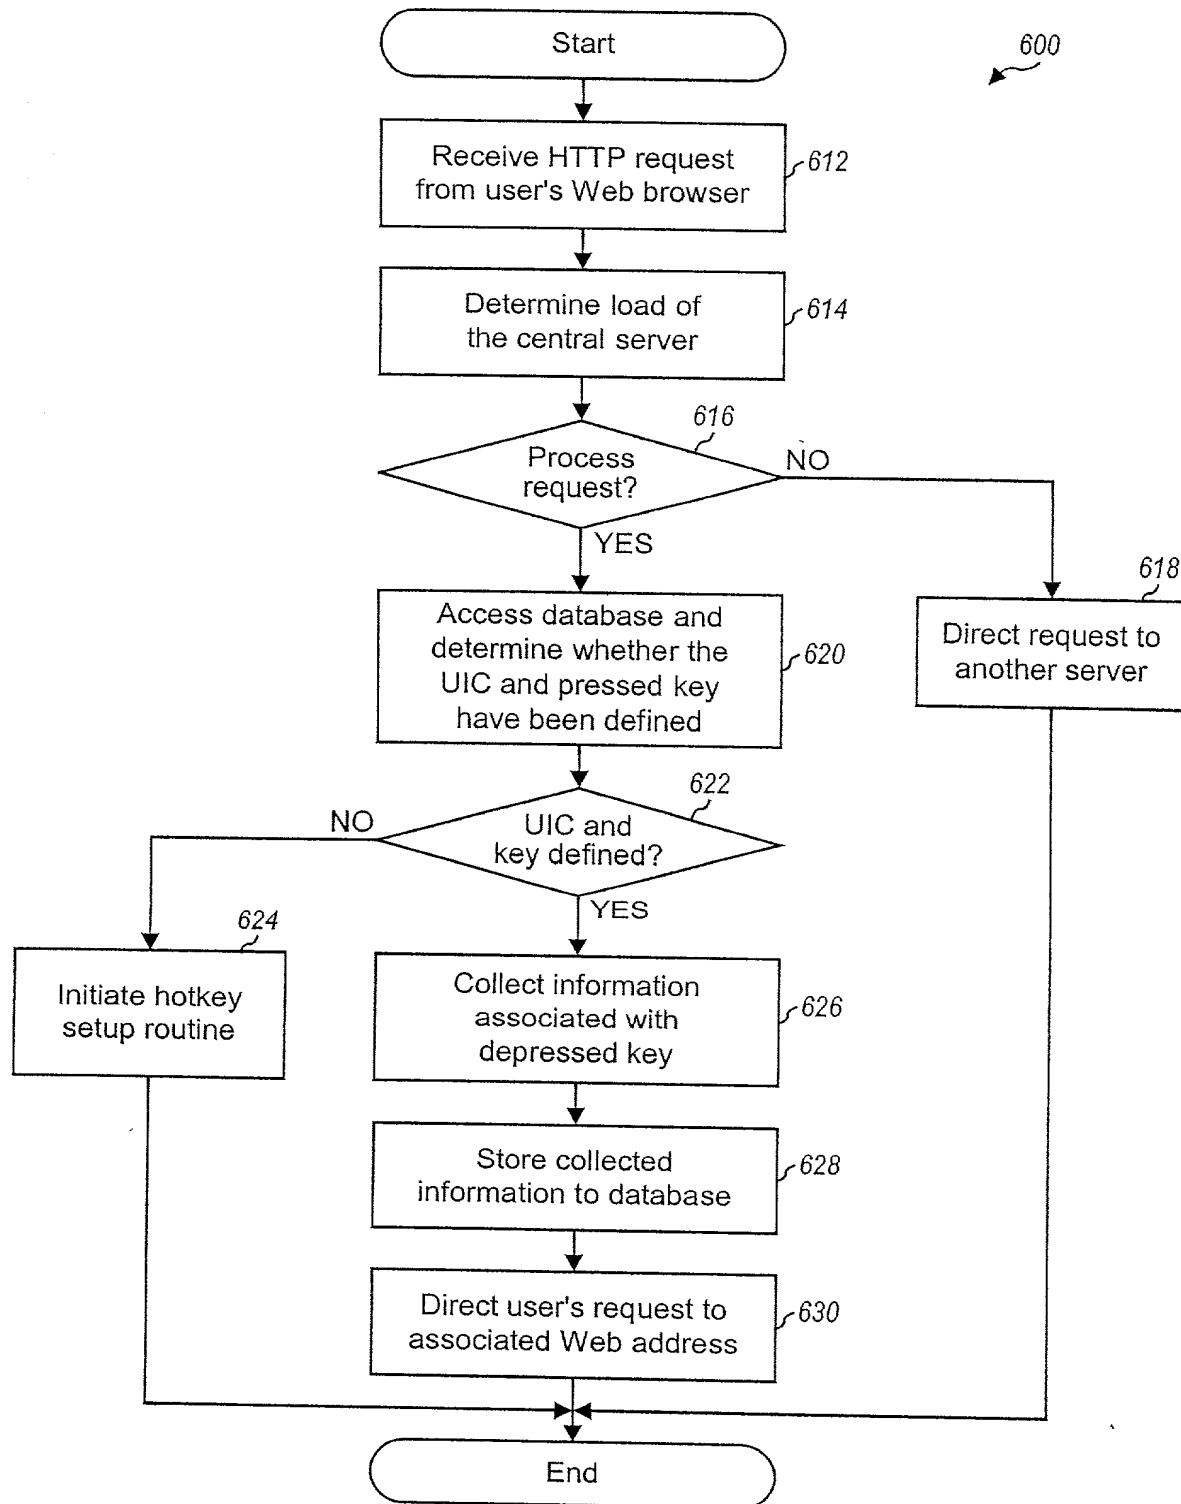 Start
600
Receive HTTP request
from user's Web browser
612
Determine load of
the central server
614
616
Process
request?
NO
YES
618
Direct request to
another server
Access database and
determine whether the
UIC and pressed key
have been defined
620
622
NO
UIC and
key defined?
YES
624
Initiate hotkey
setup routine
Collect information
associated with
depressed key
626
Store collected
information to database
628
Direct user's request to
associated Web address
630
End